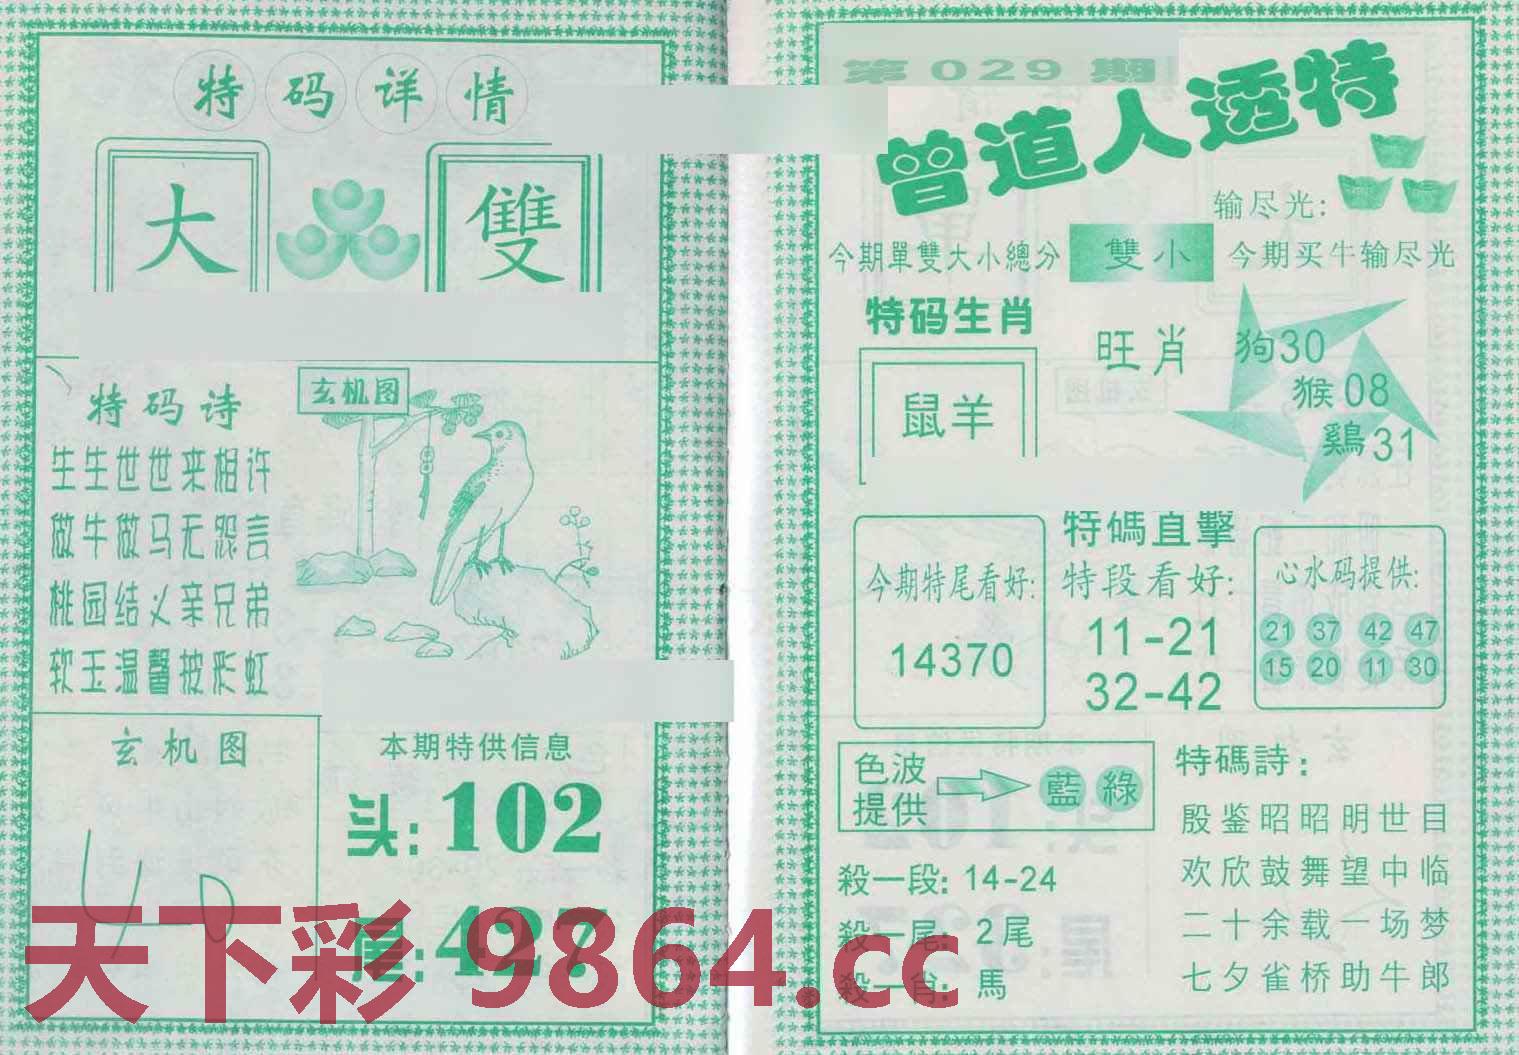 特码详情
大 雙
特码诗
生生世世来相许
做牛做马无怨言
桃园结义亲兄弟
软玉温馨披彩虹
玄机图
玄机图
本期特供信息
头:102
尾:427
第029期
曾道人透特
输尽光:
今期單雙大小總分 雙小 今期买牛输尽光
特码生肖
鼠羊
旺肖
狗30
猴08
鷄31
今期特尾看好:
14370
特碼直擊
特段看好:
11-21
32-42
心水码提供:
21 37 42 47
15 20 11 30
色波
提供
藍 綠
殺一段: 14-24
殺一尾: 2尾
殺一肖: 馬
特碼詩:
殷鉴昭昭明世目
欢欣鼓舞望中临
二十余载一场梦
七夕雀桥助牛郎
天下彩 9864.cc